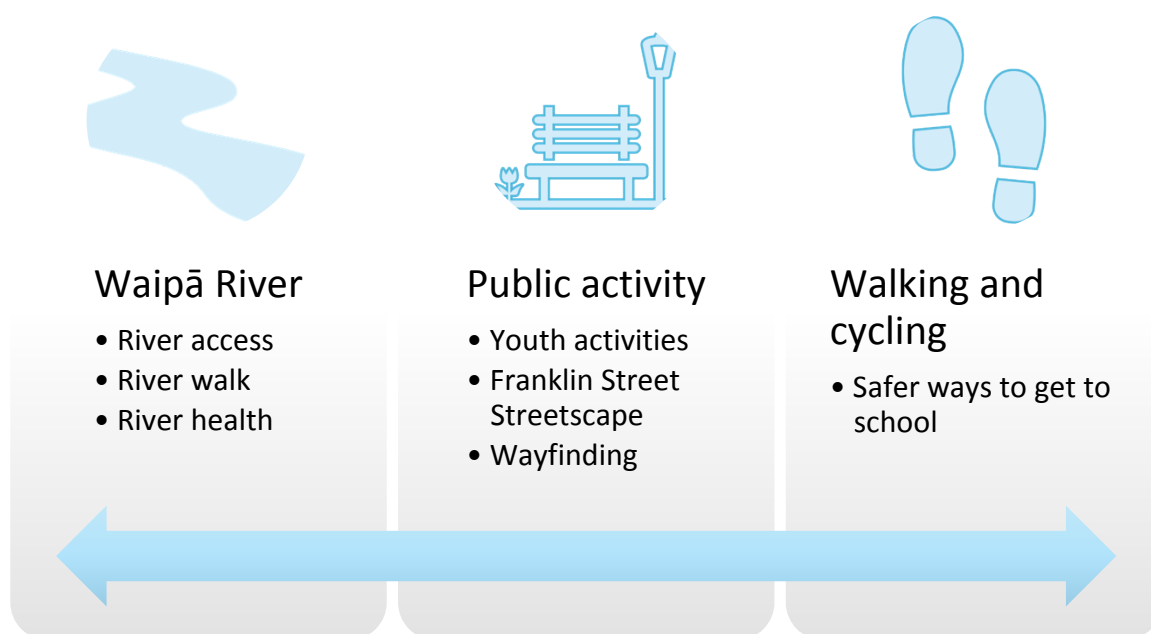 Waipā River
• River access
• River walk
• River health
Public activity
• Youth activities
• Franklin Street
Streetscape
• Wayfinding
Walking and
cycling
• Safer ways to get to
school